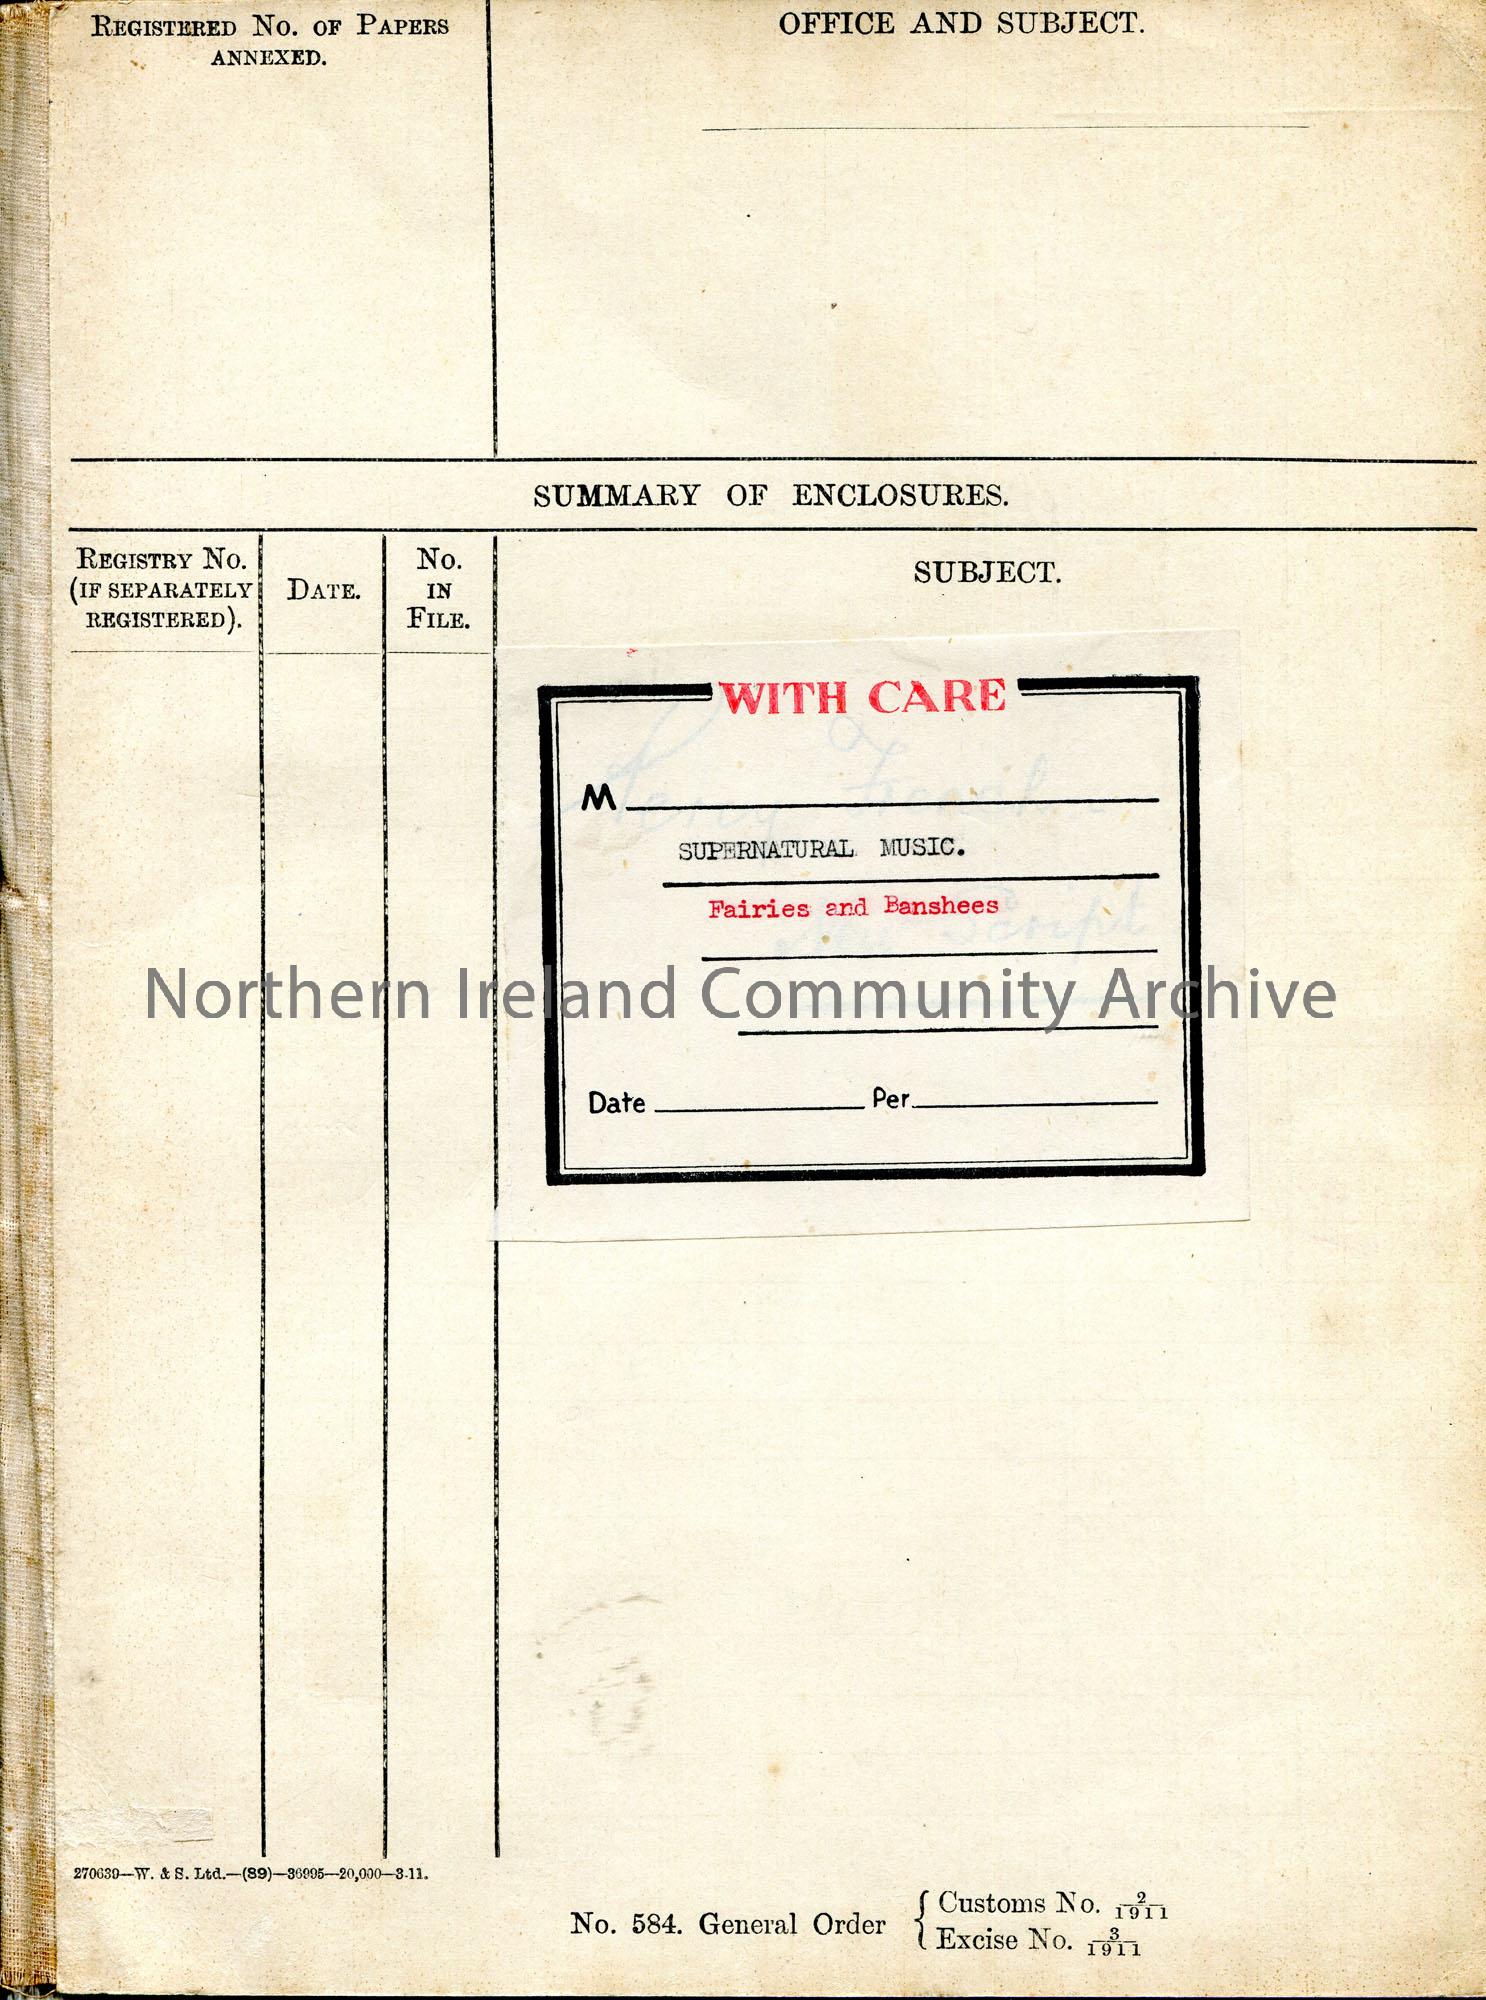 REGISTERED NO. OF PAPERS
ANNEXED.
OFFICE AND SUBJECT.
SUMMARY OF ENCLOSURES.
REGISTRY NO.
(IF SEPARATELY
REGISTERED).
DATE.
NO.
IN
FILE.
SUBJECT.
WITH CARE
M
SUPERNATURAL MUSIC.
Fairies and Banshees
Script
Northern Ireland Community Archive
Date Per
270639—W. & S. Ltd.—(89)—36995—20,000—3-11.
No. 584. General Order { Customs No. 2/1911
Excise No. 3/1911